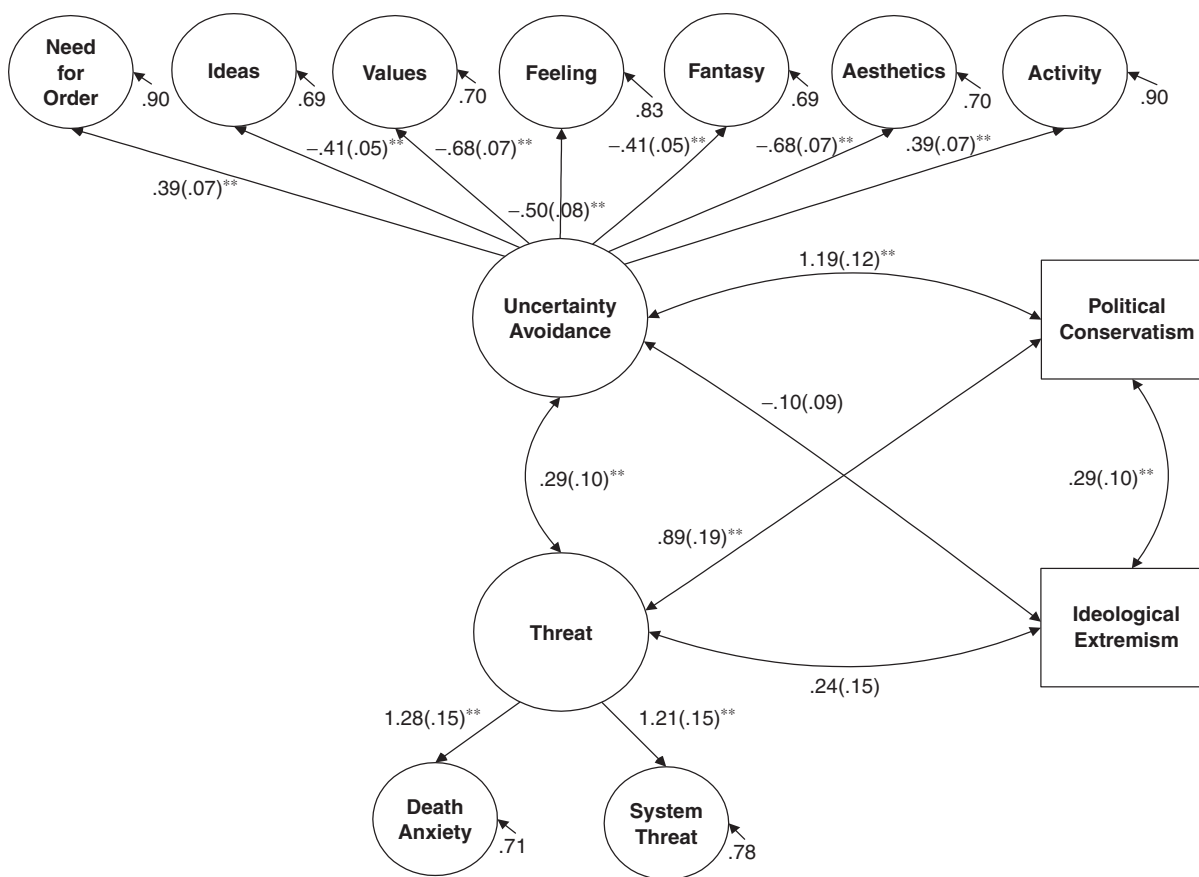 Need
for
Order
Ideas
Values
Feeling
Fantasy
Aesthetics
Activity
.90
.69
.70
.83
.69
.70
.90
.39(.07)**
−.41(.05)**
−.68(.07)**
−.50(.08)**
−.41(.05)**
−.68(.07)**
.39(.07)**
Uncertainty
Avoidance
1.19(.12)**
Political
Conservatism
−.10(.09)
.29(.10)**
.29(.10)**
.89(.19)**
Threat
Ideological
Extremism
.24(.15)
1.28(.15)**
1.21(.15)**
Death
Anxiety
.71
System
Threat
.78